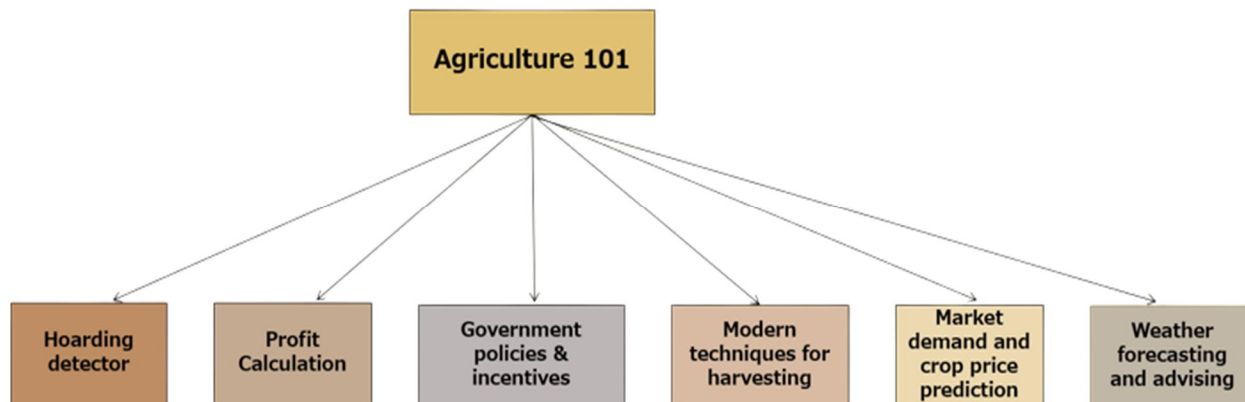 Agriculture 101
Hoarding
detector
Profit
Calculation
Government
policies &
incentives
Modern
techniques for
harvesting
Market
demand and
crop price
prediction
Weather
forecasting
and advising